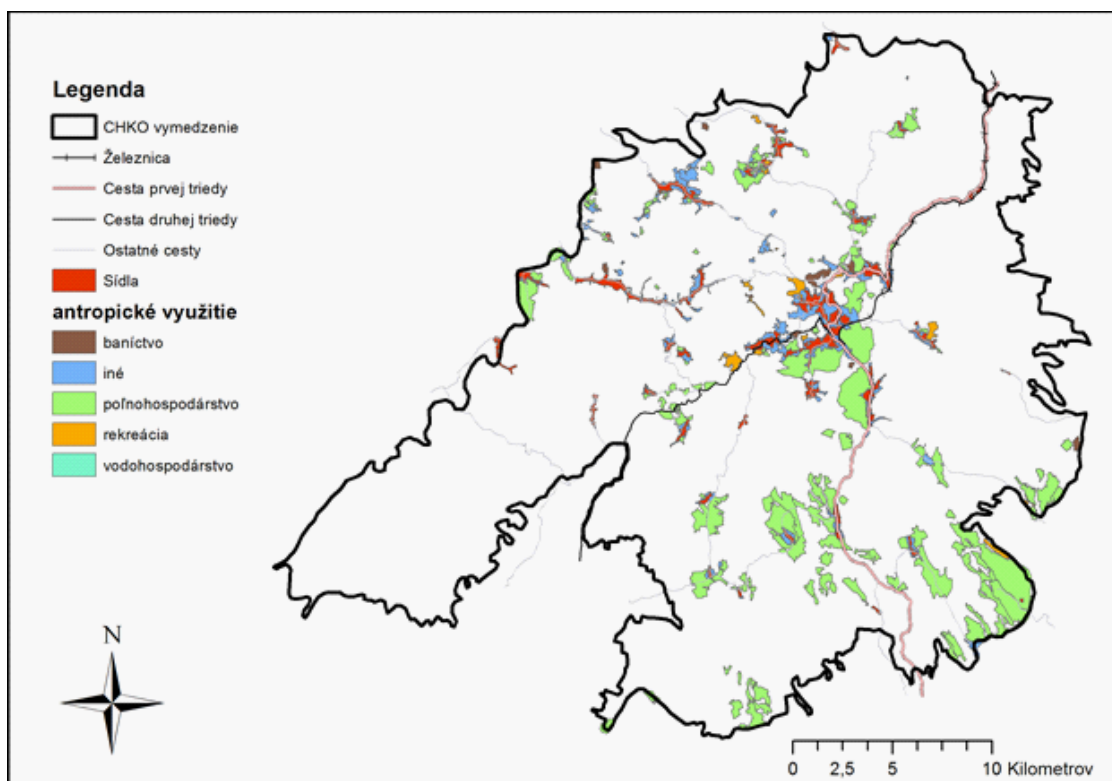 Legenda
CHKO vymedzenie
Železnica
Cesta prvej triedy
Cesta druhej triedy
Ostatné cesty
Sídla
antropické využitie
baníctvo
iné
poľnohospodárstvo
rekreácia
vodohospodárstvo
N
0 2,5 5 10 Kilometrov